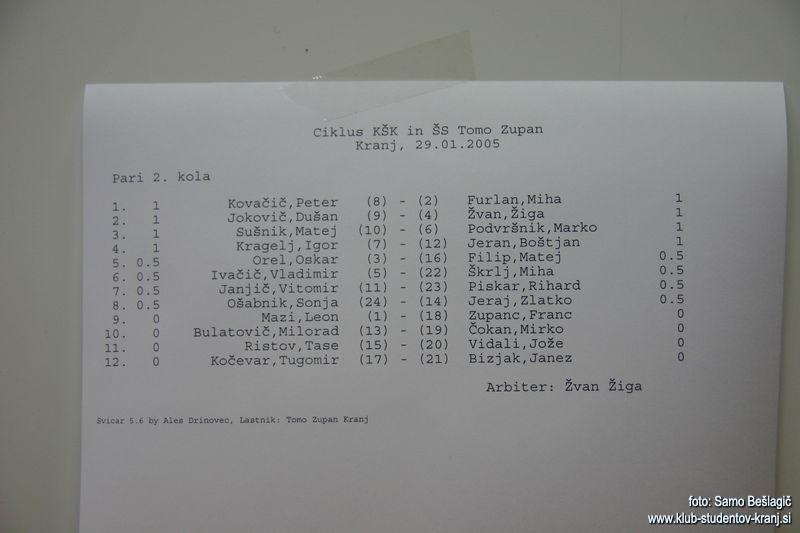 Ciklus KŠK in ŠS Tomo Zupan
Kranj, 29.01.2005
Pari 2. kola
1. 1 Kovačič,Peter (8) - (2) Furlan,Miha 1
2. 1 Jokovič,Dušan (9) - (4) Žvan,Žiga 1
3. 1 Sušnik,Matej (10) - (6) Podvršnik,Marko 1
4. 1 Kragelj,Igor (7) - (12) Jeran,Boštjan 1
5. 0.5 Orel,Oskar (3) - (16) Filip,Matej 0.5
6. 0.5 Ivačič,Vladimir (5) - (22) Škrlj,Miha 0.5
7. 0.5 Janjič,Vitomir (11) - (23) Piskar,Rihard 0.5
8. 0.5 Ošabnik,Sonja (24) - (14) Jeraj,Zlatko 0.5
9. 0 Mazi,Leon (1) - (18) Zupanc,Franc 0
10. 0 Bulatovič,Milorad (13) - (19) Čokan,Mirko 0
11. 0 Ristov,Tase (15) - (20) Vidali,Jože 0
12. 0 Kočevar,Tugomir (17) - (21) Bizjak,Janez 0
Arbiter: Žvan Žiga
Svicar 5.6 by Ales Drinovec, Lastnik: Tomo Zupan Kranj
foto: Samo Bešlagič
www.klub-studentov-kranj.si